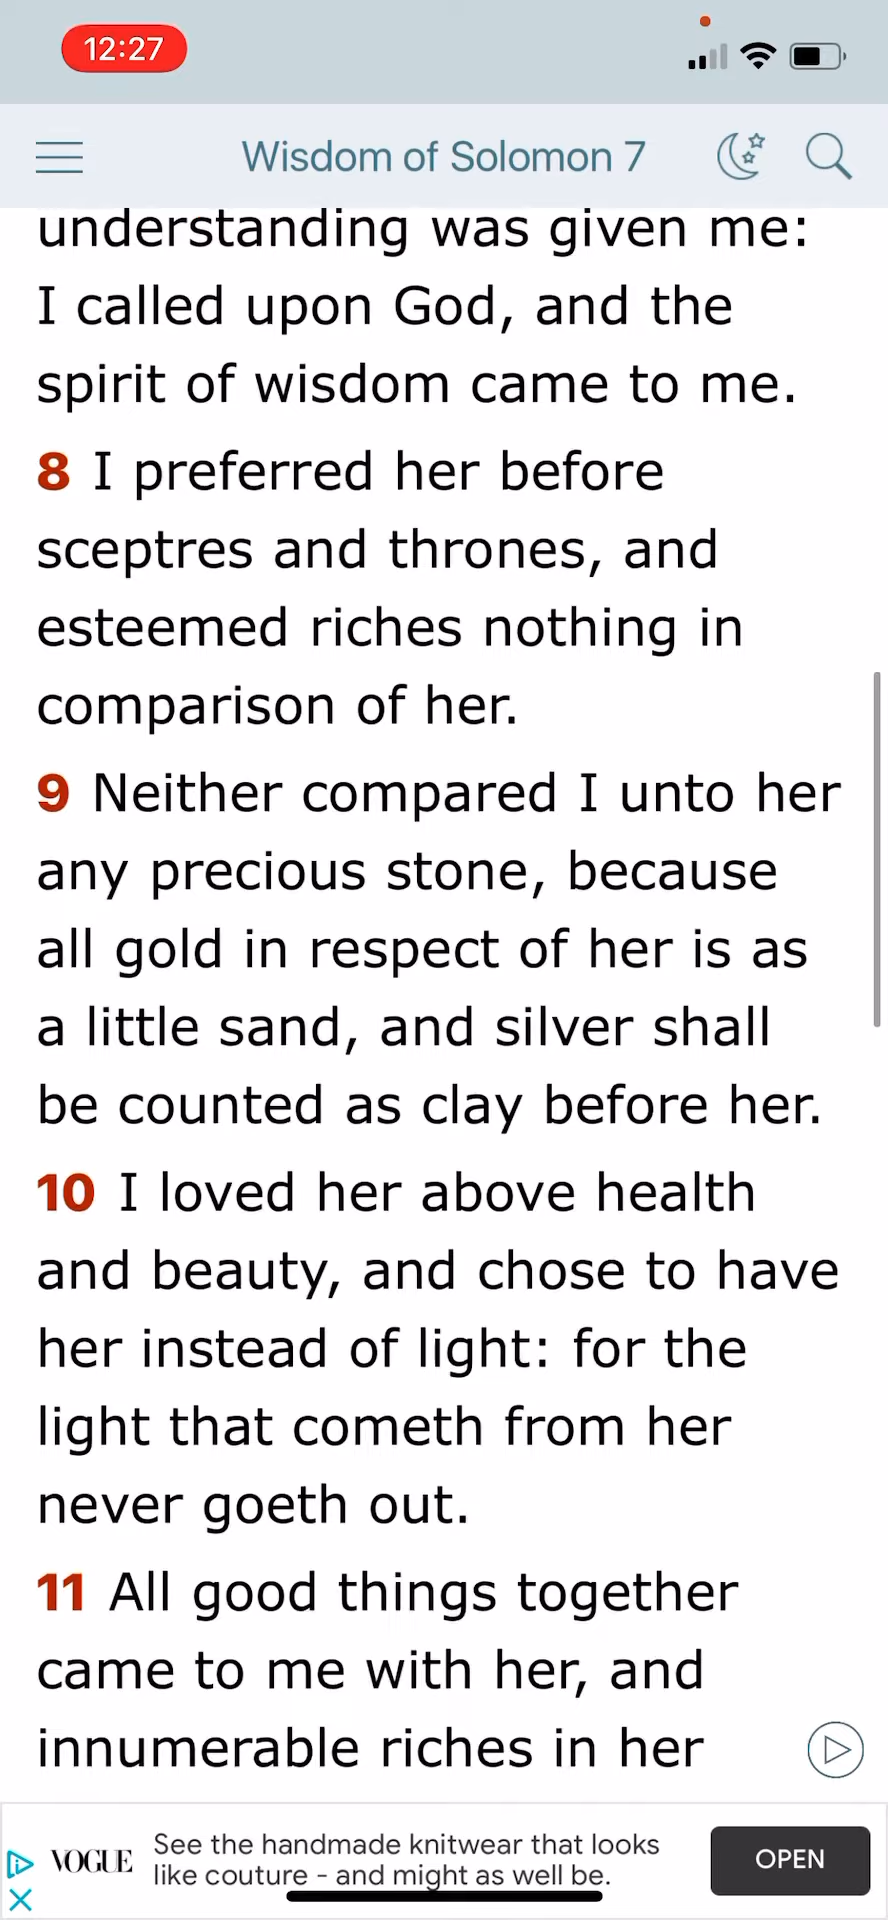 12:27
Wisdom of Solomon 7
understanding was given me:
I called upon God, and the
spirit of wisdom came to me.
8 I preferred her before
sceptres and thrones, and
esteemed riches nothing in
comparison of her.
9 Neither compared I unto her
any precious stone, because
all gold in respect of her is as
a little sand, and silver shall
be counted as clay before her.
10 I loved her above health
and beauty, and chose to have
her instead of light: for the
light that cometh from her
never goeth out.
11 All good things together
came to me with her, and
innumerable riches in her
VOGUE
See the handmade knitwear that looks
like couture - and might as well be.
OPEN